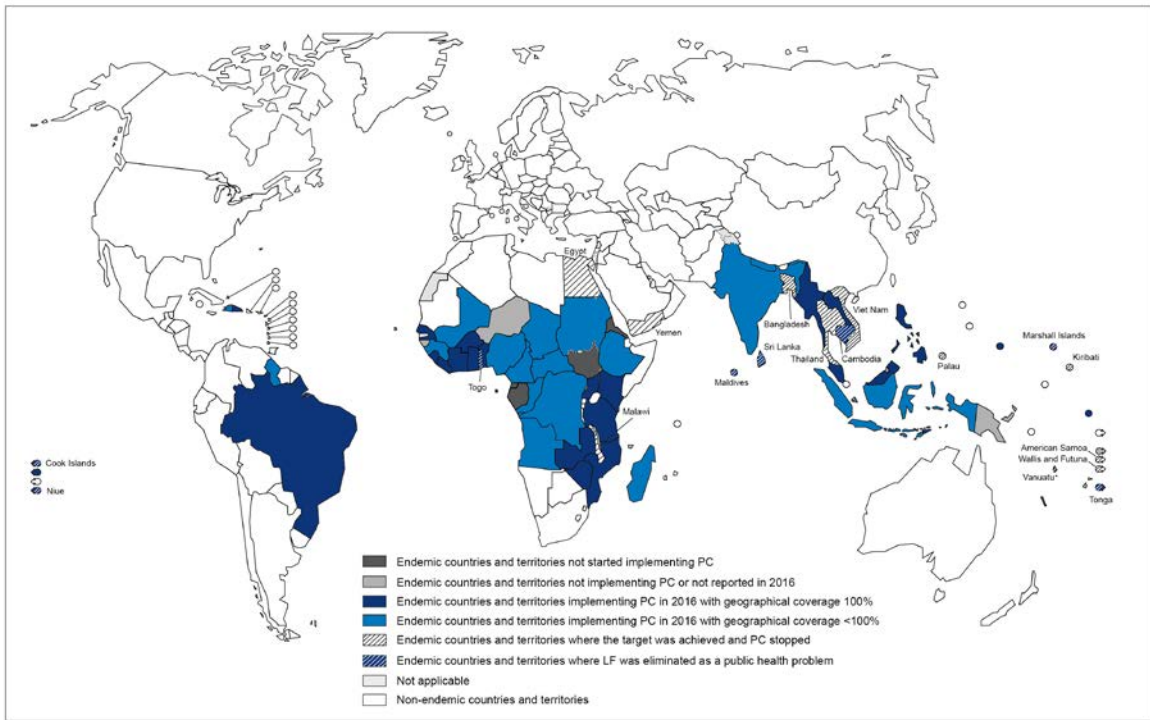 Egypt
Yemen
Togo
Malawi
Bangladesh
Viet Nam
Sri Lanka
Thailand
Cambodia
Maldives
Palau
Marshall Islands
Kiribati
American Samoa
Wallis and Futuna
Vanuatu
Tonga
Cook Islands
Niue
Endemic countries and territories not started implementing PC
Endemic countries and territories not implementing PC or not reported in 2016
Endemic countries and territories implementing PC in 2016 with geographical coverage 100%
Endemic countries and territories implementing PC in 2016 with geographical coverage <100%
Endemic countries and territories where the target was achieved and PC stopped
Endemic countries and territories where LF was eliminated as a public health problem
Not applicable
Non-endemic countries and territories